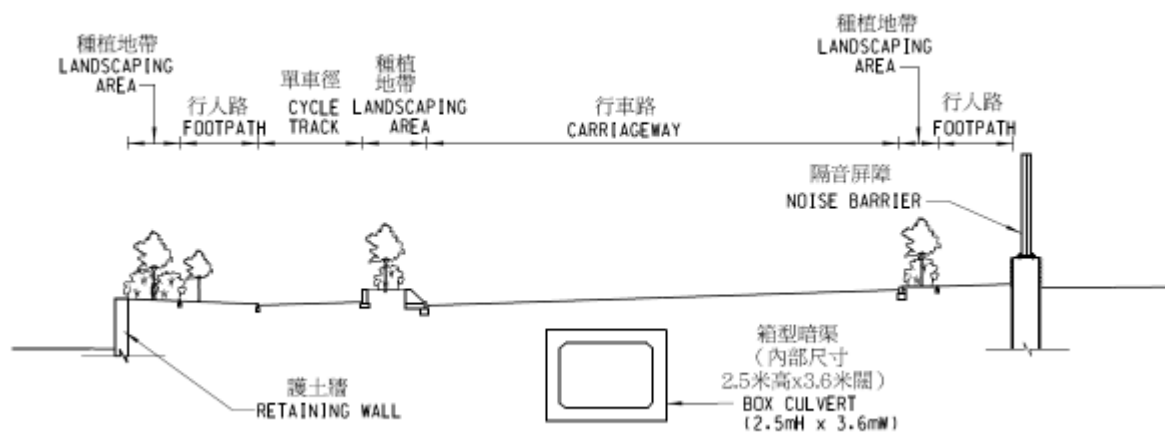 種植地帶
LANDSCAPING
AREA
行人路
FOOTPATH
單車徑
CYCLE
TRACK
種植
地帶
LANDSCAPING
AREA
行車路
CARRIAGEWAY
種植地帶
LANDSCAPING
AREA
行人路
FOOTPATH
隔音屏障
NOISE BARRIER
護土牆
RETAINING WALL
箱型暗渠
（內部尺寸
2.5米高x3.6米闊）
BOX CULVERT
(2.5mH x 3.6mW)